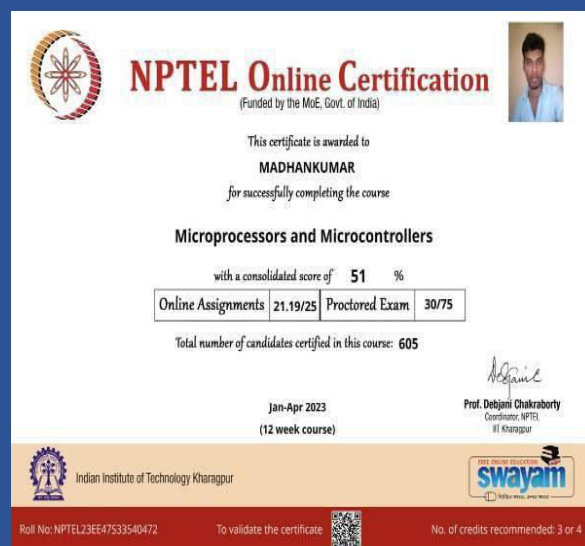 NPTEL Online Certification
(Funded by the MoE, Govt. of India)
This certificate is awarded to
MADHANKUMAR
for successfully completing the course
Microprocessors and Microcontrollers
with a consolidated score of 51 %
Online Assignments 21.19/25 Proctored Exam 30/75
Total number of candidates certified in this course: 605
Jan-Apr 2023
(12 week course)
Prof. Debjani Chakraborty
Coordinator, NPTEL
IIT Kharagpur
Indian Institute of Technology Kharagpur
FREE ONLINE EDUCATION
swayam
शिक्षित भारत, उन्नत भारत
Roll No: NPTEL23EE47S33540472 To validate the certificate No. of credits recommended: 3 or 4